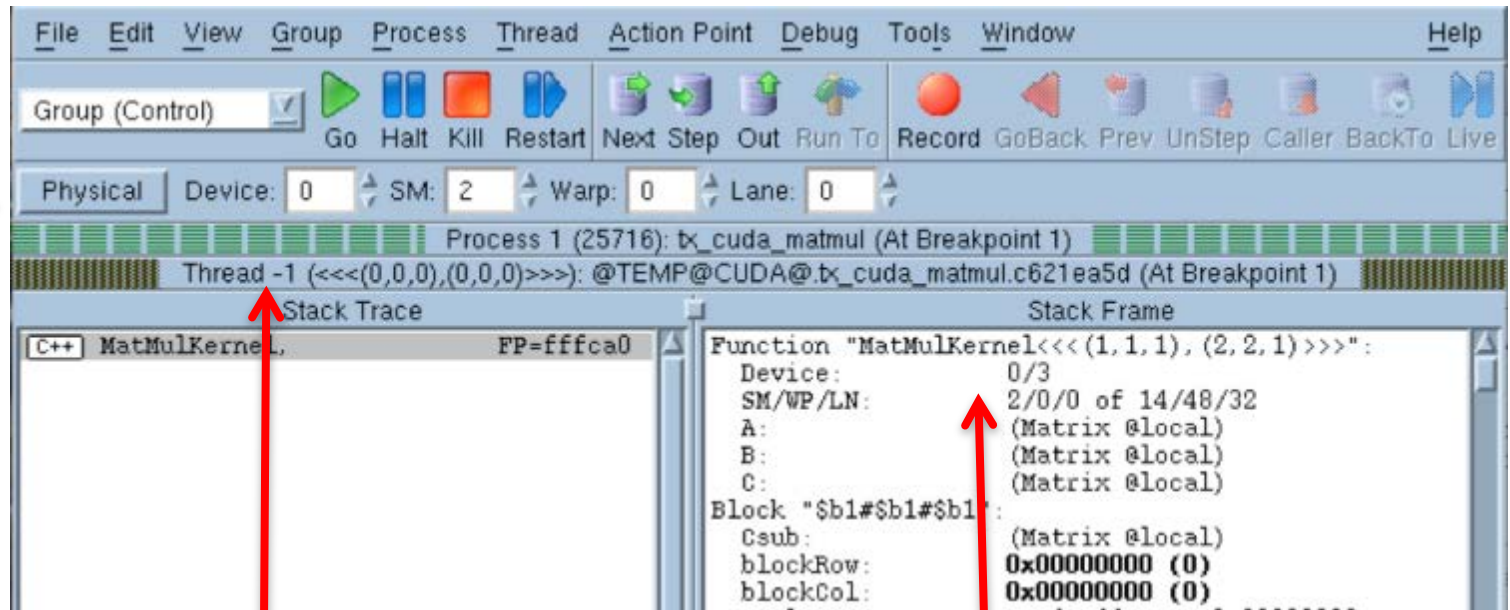 File Edit View Group Process Thread Action Point Debug Tools Window Help
Group (Control) Go Halt Kill Restart Next Step Out Run To Record GoBack Prev UnStep Caller BackTo Live
Physical Device: 0 SM: 2 Warp: 0 Lane: 0
Process 1 (25716): tx_cuda_matmul (At Breakpoint 1)
Thread -1 (<<<(0,0,0),(0,0,0)>>>): @TEMP@CUDA@.tx_cuda_matmul.c621ea5d (At Breakpoint 1)
Stack Trace
C++ MatMulKernel, FP=fffca0
Stack Frame
Function "MatMulKernel<<<(1,1,1),(2,2,1)>>>":
Device: 0/3
SM/WP/LN: 2/0/0 of 14/48/32
A: (Matrix @local)
B: (Matrix @local)
C: (Matrix @local)
Block "$b1#$b1#$b1":
Csub: (Matrix @local)
blockRow: 0x00000000 (0)
blockCol: 0x00000000 (0)